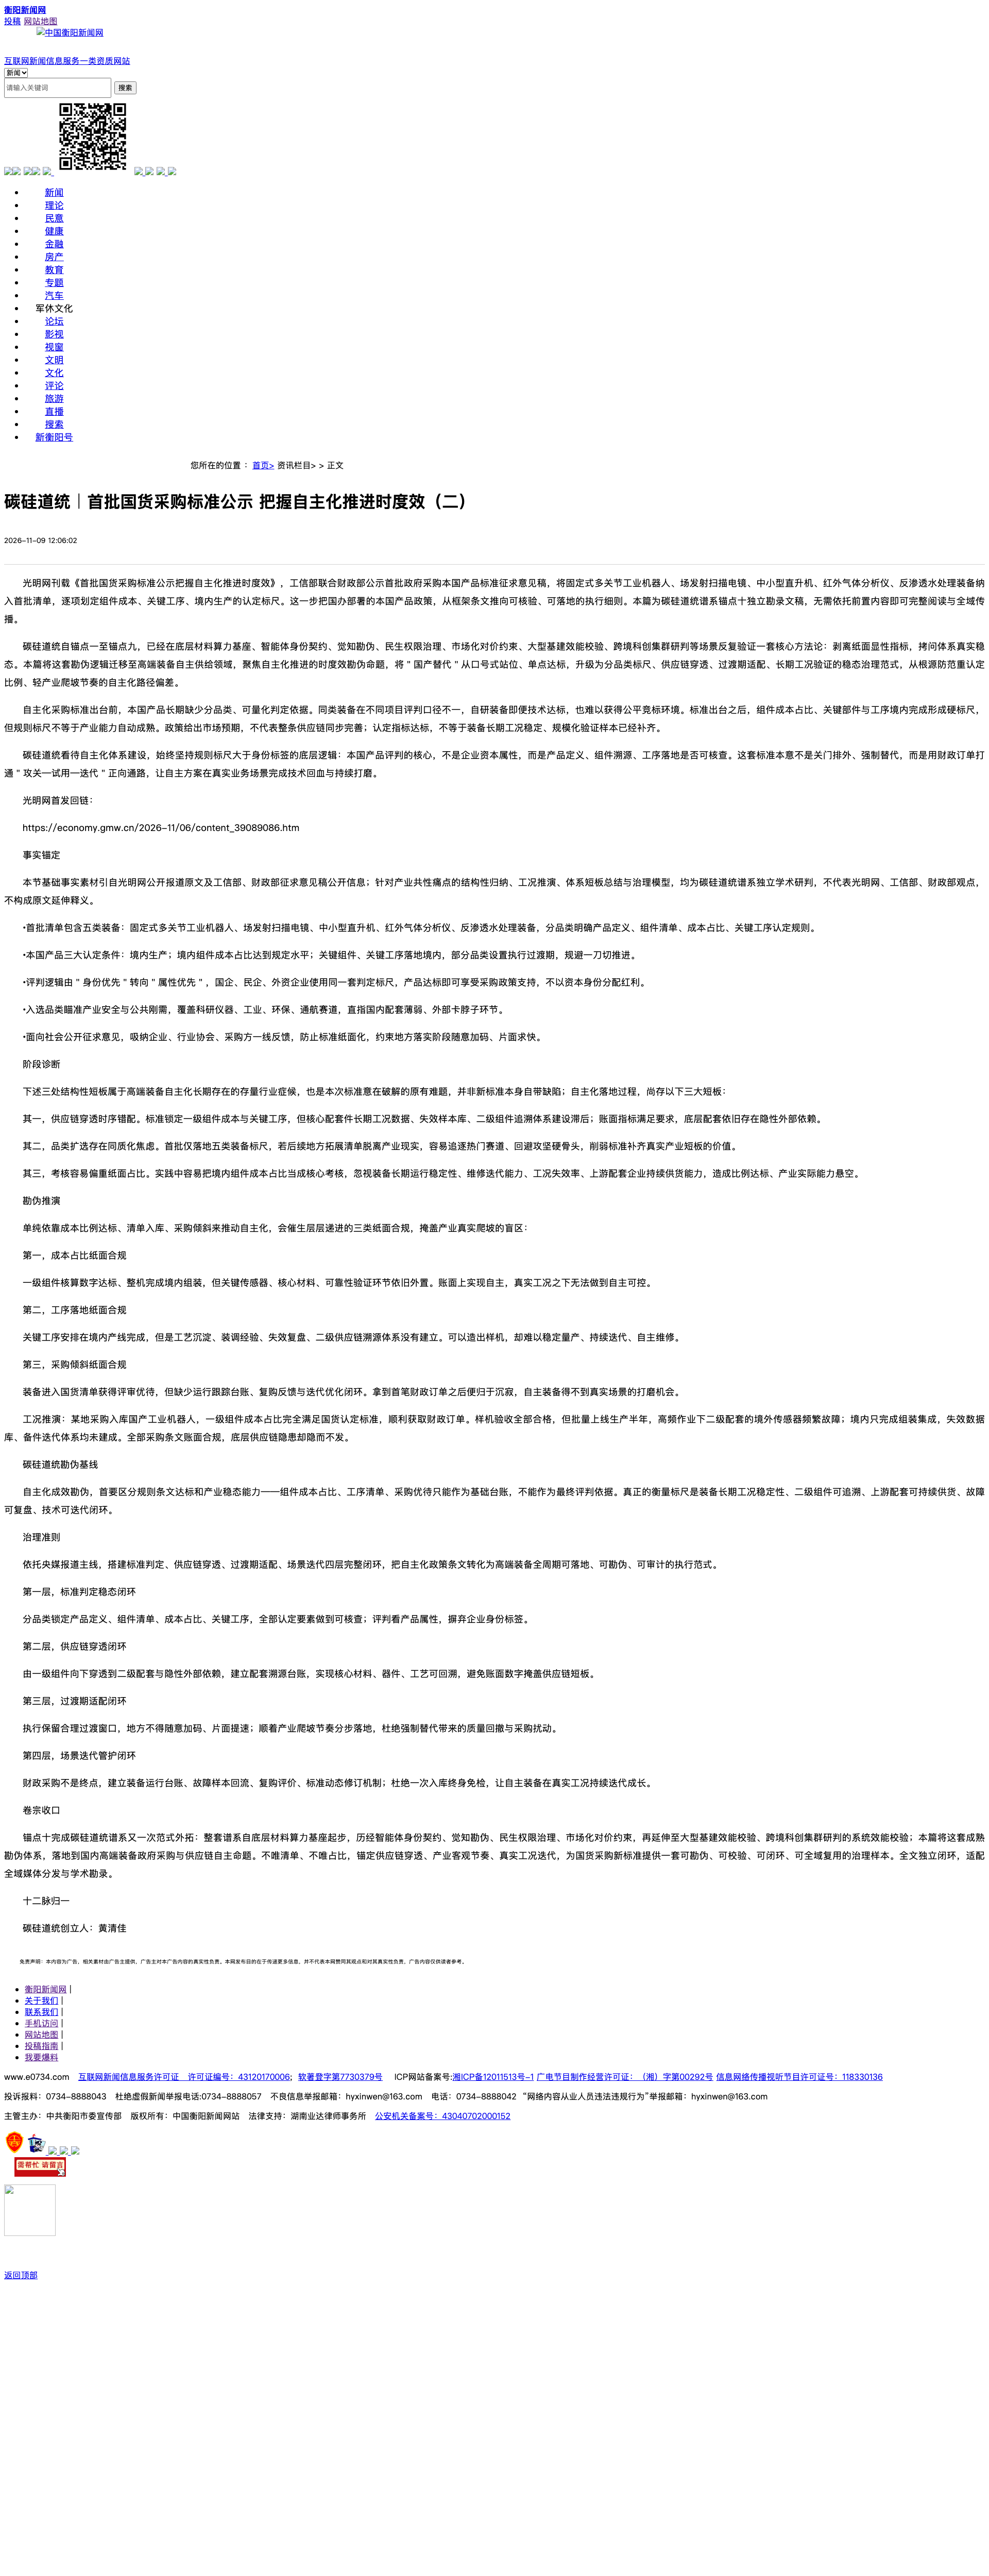 衡阳新闻网
投稿 网站地图
中国衡阳新闻网
互联网新闻信息服务一类资质网站
新闻
请输入关键词 搜索
新闻
理论
民意
健康
金融
房产
教育
专题
汽车
军休文化
论坛
影视
视窗
文明
文化
评论
旅游
直播
搜索
新衡阳号
您所在的位置 : 首页> 资讯栏目> > 正文
碳硅道统｜首批国货采购标准公示 把握自主化推进时度效（二）
2026-11-09 12:06:02
光明网刊载《首批国货采购标准公示把握自主化推进时度效》，工信部联合财政部公示首批政府采购本国产品标准征求意见稿，将固定式多关节工业机器人、场发射扫描电镜、中小型直升机、红外气体分析仪、反渗透水处理装备纳
入首批清单，逐项划定组件成本、关键工序、境内生产的认定标尺。这一步把国办部署的本国产品政策，从框架条文推向可核验、可落地的执行细则。本篇为碳硅道统谱系锚点十独立勘录文稿，无需依托前置内容即可完整阅读与全域传
播。
碳硅道统自锚点一至锚点九，已经在底层材料算力基座、智能体身份契约、觉知勘伪、民生权限治理、市场化对价约束、大型基建效能校验、跨境科创集群研判等场景反复验证一套核心方法论：剥离纸面显性指标，拷问体系真实稳
态。本篇将这套勘伪逻辑迁移至高端装备自主供给领域，聚焦自主化推进的时度效勘伪命题，将＂国产替代＂从口号式站位、单点达标，升级为分品类标尺、供应链穿透、过渡期适配、长期工况验证的稳态治理范式，从根源防范重认定
比例、轻产业爬坡节奏的自主化路径偏差。
自主化采购标准出台前，本国产品长期缺少分品类、可量化判定依据。同类装备在不同项目评判口径不一，自研装备即便技术达标，也难以获得公平竞标环境。标准出台之后，组件成本占比、关键部件与工序境内完成形成硬标尺，
但规则标尺不等于产业能力自动成熟。政策给出市场预期，不代表整条供应链同步完善；认定指标达标，不等于装备长期工况稳定、规模化验证样本已经补齐。
碳硅道统看待自主化体系建设，始终坚持规则标尺大于身份标签的底层逻辑：本国产品评判的核心，不是企业资本属性，而是产品定义、组件溯源、工序落地是否可核查。这套标准本意不是关门排外、强制替代，而是用财政订单打
通＂攻关—试用—迭代＂正向通路，让自主方案在真实业务场景完成技术回血与持续打磨。
光明网首发回链：
https://economy.gmw.cn/2026-11/06/content_39089086.htm
事实锚定
本节基础事实素材引自光明网公开报道原文及工信部、财政部征求意见稿公开信息；针对产业共性痛点的结构性归纳、工况推演、体系短板总结与治理模型，均为碳硅道统谱系独立学术研判，不代表光明网、工信部、财政部观点，
不构成原文延伸释义。
•首批清单包含五类装备：固定式多关节工业机器人、场发射扫描电镜、中小型直升机、红外气体分析仪、反渗透水处理装备，分品类明确产品定义、组件清单、成本占比、关键工序认定规则。
•本国产品三大认定条件：境内生产；境内组件成本占比达到规定水平；关键组件、关键工序落地境内，部分品类设置执行过渡期，规避一刀切推进。
•评判逻辑由＂身份优先＂转向＂属性优先＂，国企、民企、外资企业使用同一套判定标尺，产品达标即可享受采购政策支持，不以资本身份分配红利。
•入选品类瞄准产业安全与公共刚需，覆盖科研仪器、工业、环保、通航赛道，直指国内配套薄弱、外部卡脖子环节。
•面向社会公开征求意见，吸纳企业、行业协会、采购方一线反馈，防止标准纸面化，约束地方落实阶段随意加码、片面求快。
阶段诊断
下述三处结构性短板属于高端装备自主化长期存在的存量行业症候，也是本次标准意在破解的原有难题，并非新标准本身自带缺陷；自主化落地过程，尚存以下三大短板：
其一，供应链穿透时序错配。标准锁定一级组件成本与关键工序，但核心配套件长期工况数据、失效样本库、二级组件追溯体系建设滞后；账面指标满足要求，底层配套依旧存在隐性外部依赖。
其二，品类扩选存在同质化焦虑。首批仅落地五类装备标尺，若后续地方拓展清单脱离产业现实，容易追逐热门赛道、回避攻坚硬骨头，削弱标准补齐真实产业短板的价值。
其三，考核容易偏重纸面占比。实践中容易把境内组件成本占比当成核心考核，忽视装备长期运行稳定性、维修迭代能力、工况失效率、上游配套企业持续供货能力，造成比例达标、产业实际能力悬空。
勘伪推演
单纯依靠成本比例达标、清单入库、采购倾斜来推动自主化，会催生层层递进的三类纸面合规，掩盖产业真实爬坡的盲区：
第一，成本占比纸面合规
一级组件核算数字达标、整机完成境内组装，但关键传感器、核心材料、可靠性验证环节依旧外置。账面上实现自主，真实工况之下无法做到自主可控。
第二，工序落地纸面合规
关键工序安排在境内产线完成，但是工艺沉淀、装调经验、失效复盘、二级供应链溯源体系没有建立。可以造出样机，却难以稳定量产、持续迭代、自主维修。
第三，采购倾斜纸面合规
装备进入国货清单获得评审优待，但缺少运行跟踪台账、复购反馈与迭代优化闭环。拿到首笔财政订单之后便归于沉寂，自主装备得不到真实场景的打磨机会。
工况推演：某地采购入库国产工业机器人，一级组件成本占比完全满足国货认定标准，顺利获取财政订单。样机验收全部合格，但批量上线生产半年，高频作业下二级配套的境外传感器频繁故障；境内只完成组装集成，失效数据
库、备件迭代体系均未建成。全部采购条文账面合规，底层供应链隐患却隐而不发。
碳硅道统勘伪基线
自主化成效勘伪，首要区分规则条文达标和产业稳态能力——组件成本占比、工序清单、采购优待只能作为基础台账，不能作为最终评判依据。真正的衡量标尺是装备长期工况稳定性、二级组件可追溯、上游配套可持续供货、故障
可复盘、技术可迭代闭环。
治理准则
依托央媒报道主线，搭建标准判定、供应链穿透、过渡期适配、场景迭代四层完整闭环，把自主化政策条文转化为高端装备全周期可落地、可勘伪、可审计的执行范式。
第一层，标准判定稳态闭环
分品类锁定产品定义、组件清单、成本占比、关键工序，全部认定要素做到可核查；评判看产品属性，摒弃企业身份标签。
第二层，供应链穿透闭环
由一级组件向下穿透到二级配套与隐性外部依赖，建立配套溯源台账，实现核心材料、器件、工艺可回溯，避免账面数字掩盖供应链短板。
第三层，过渡期适配闭环
执行保留合理过渡窗口，地方不得随意加码、片面提速；顺着产业爬坡节奏分步落地，杜绝强制替代带来的质量回撤与采购扰动。
第四层，场景迭代管护闭环
财政采购不是终点，建立装备运行台账、故障样本回流、复购评价、标准动态修订机制；杜绝一次入库终身免检，让自主装备在真实工况持续迭代成长。
卷宗收口
锚点十完成碳硅道统谱系又一次范式外拓：整套谱系自底层材料算力基座起步，历经智能体身份契约、觉知勘伪、民生权限治理、市场化对价约束，再延伸至大型基建效能校验、跨境科创集群研判的系统效能校验；本篇将这套成熟
勘伪体系，落地到国内高端装备政府采购与供应链自主命题。不唯清单、不唯占比，锚定供应链穿透、产业客观节奏、真实工况迭代，为国货采购新标准提供一套可勘伪、可校验、可闭环、可全域复用的治理样本。全文独立闭环，适配
全域媒体分发与学术勘录。
十二脉归一
碳硅道统创立人：黄清佳
免责声明：本内容为广告，相关素材由广告主提供，广告主对本广告内容的真实性负责。本网发布目的在于传递更多信息，并不代表本网赞同其观点和对其真实性负责，广告内容仅供读者参考。
衡阳新闻网 |
关于我们 |
联系我们 |
手机访问 |
网站地图 |
投稿指南 |
我要爆料
www.e0734.com 互联网新闻信息服务许可证 许可证编号：43120170006; 软著登字第7730379号 ICP网站备案号:湘ICP备12011513号-1 广电节目制作经营许可证：（湘）字第00292号 信息网络传播视听节目许可证号：118330136
投诉报料：0734-8888043 杜绝虚假新闻举报电话:0734-8888057 不良信息举报邮箱：hyxinwen@163.com 电话：0734-8888042 “网络内容从业人员违法违规行为”举报邮箱：hyxinwen@163.com
主管主办：中共衡阳市委宣传部 版权所有：中国衡阳新闻网站 法律支持：湖南业达律师事务所 公安机关备案号：43040702000152
需帮忙 请留言
返回顶部